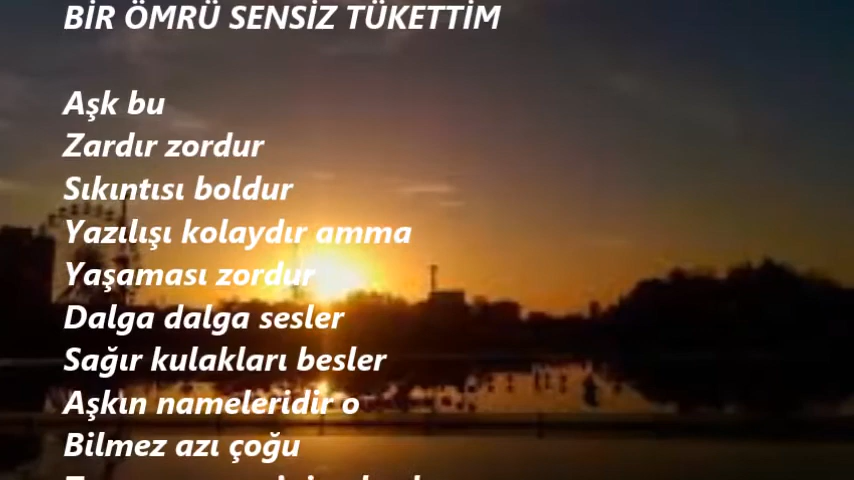 BİR ÖMRÜ SENSİZ TÜKETTİM
Aşk bu
Zardır zordur
Sıkıntısı boldur
Yazılışı kolaydır amma
Yaşaması zordur
Dalga dalga sesler
Sağır kulakları besler
Aşkın nameleridir o
Bilmez azı çoğu